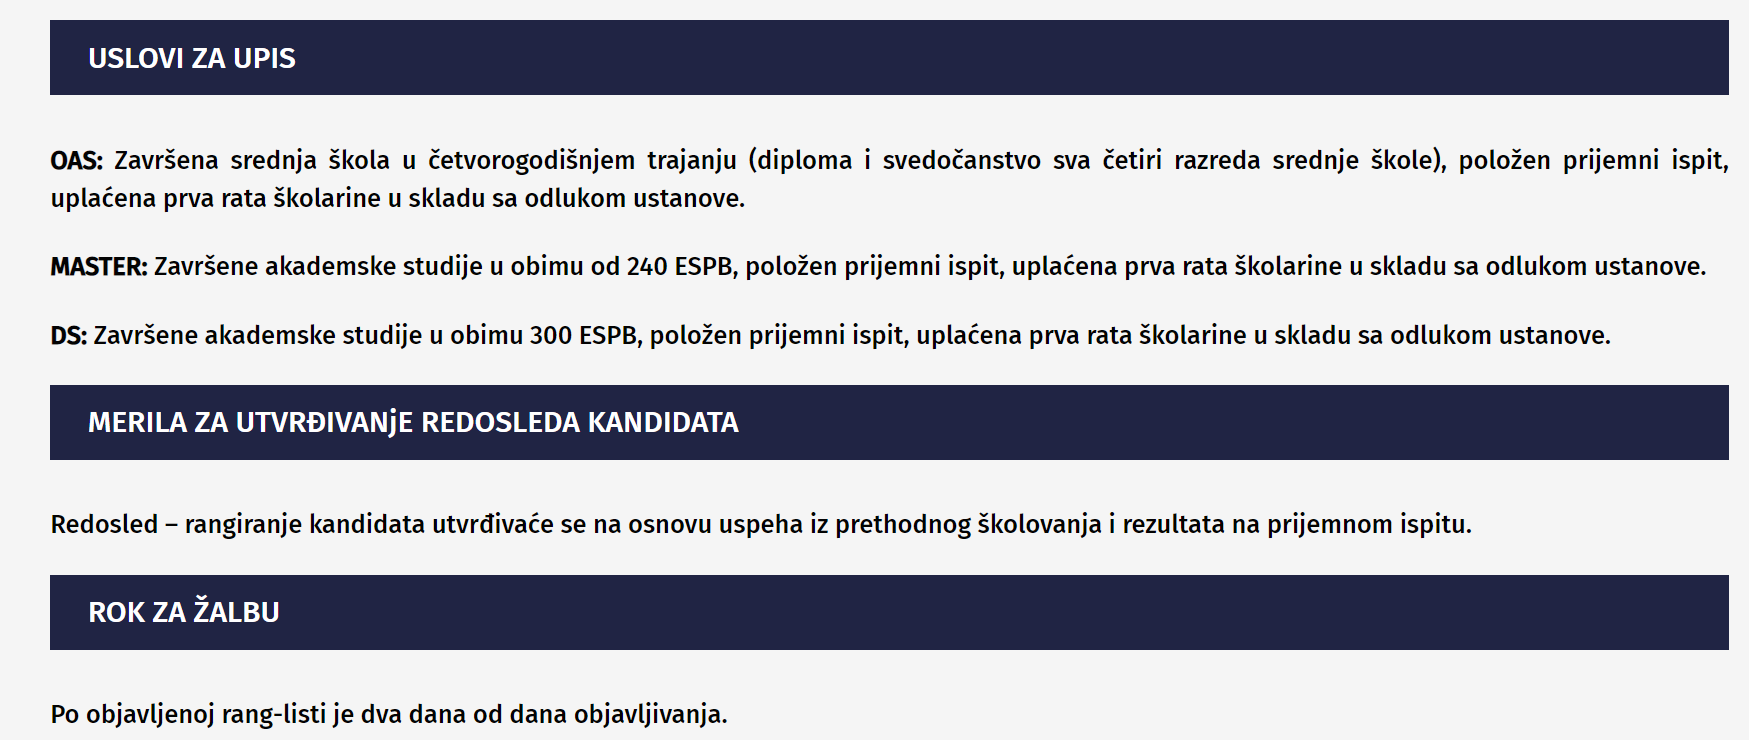 USLOVI ZA UPIS
OAS: Završena srednja škola u četvorogodišnjem trajanju (diploma i svedočanstvo sva četiri razreda srednje škole), položen prijemni ispit,
uplaćena prva rata školarine u skladu sa odlukom ustanove.
MASTER: Završene akademske studije u obimu od 240 ESPB, položen prijemni ispit, uplaćena prva rata školarine u skladu sa odlukom ustanove.
DS: Završene akademske studije u obimu 300 ESPB, položen prijemni ispit, uplaćena prva rata školarine u skladu sa odlukom ustanove.
MERILA ZA UTVRĐIVANjE REDOSLEDA KANDIDATA
Redosled – rangiranje kandidata utvrđivaće se na osnovu uspeha iz prethodnog školovanja i rezultata na prijemnom ispitu.
ROK ZA ŽALBU
Po objavljenoj rang-listi je dva dana od dana objavljivanja.